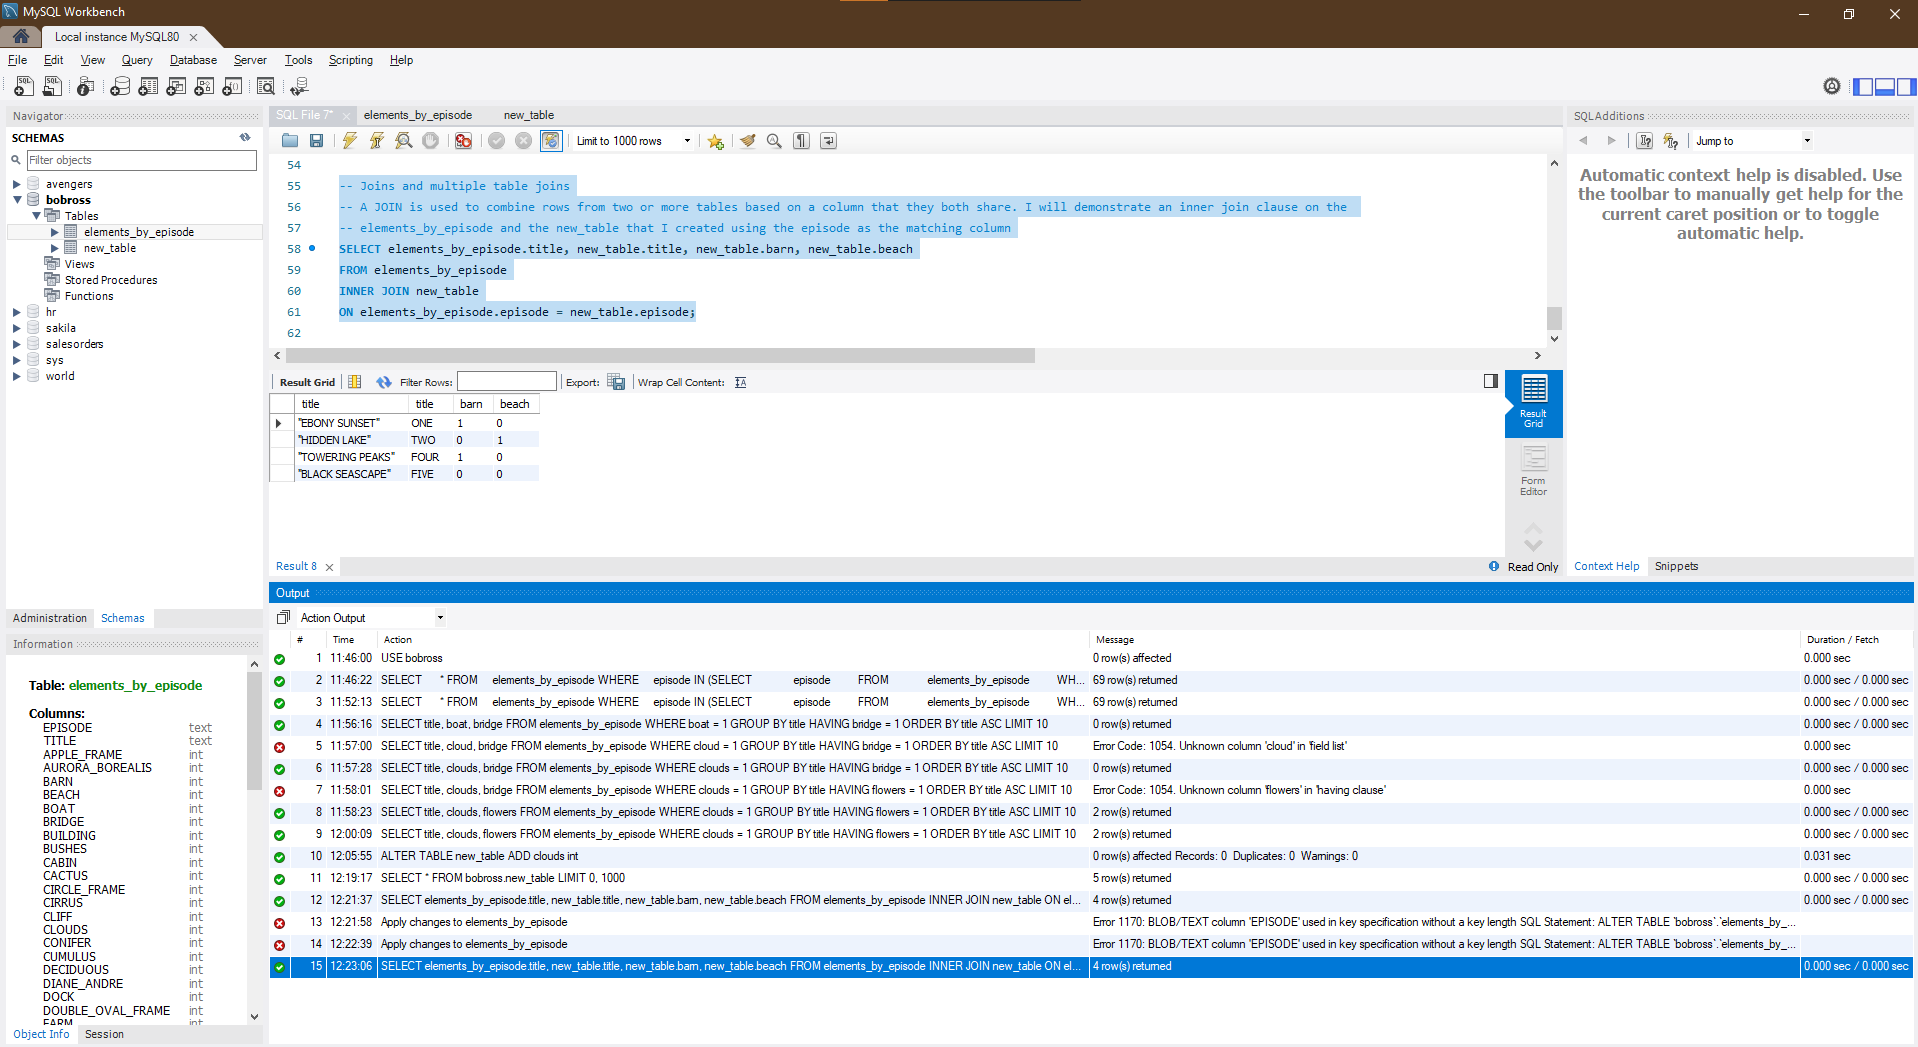 MySQL Workbench
Local instance MySQL80
File Edit View Query Database Server Tools Scripting Help
Navigator
SCHEMAS
Filter objects
avengers
bobross
Tables
elements_by_episode
new_table
Views
Stored Procedures
Functions
hr
sakila
salesorders
sys
world
Administration Schemas
Information
Table: elements_by_episode
Columns:
EPISODE text
TITLE text
APPLE_FRAME int
AURORA_BOREALIS int
BARN int
BEACH int
BOAT int
BRIDGE int
BUILDING int
BUSHES int
CABIN int
CACTUS int
CIRCLE_FRAME int
CIRRUS int
CLIFF int
CLOUDS int
CONIFER int
CUMULUS int
DECIDUOUS int
DIANE_ANDRE int
DOCK int
DOUBLE_OVAL_FRAME int
FARM int
Object Info Session
SQL File 7* elements_by_episode new_table
Limit to 1000 rows
54
55 -- Joins and multiple table joins
56 -- A JOIN is used to combine rows from two or more tables based on a column that they both share. I will demonstrate an inner join clause on the
57 -- elements_by_episode and the new_table that I created using the episode as the matching column
58 SELECT elements_by_episode.title, new_table.title, new_table.barn, new_table.beach
59 FROM elements_by_episode
60 INNER JOIN new_table
61 ON elements_by_episode.episode = new_table.episode;
62
Result Grid Filter Rows: Export: Wrap Cell Content:
title title barn beach
"EBONY SUNSET" ONE 1 0
"HIDDEN LAKE" TWO 0 1
"TOWERING PEAKS" FOUR 1 0
"BLACK SEASCAPE" FIVE 0 0
Result Grid
Form Editor
Result 8 Read Only
SQLAdditions
Jump to
Automatic context help is disabled. Use
the toolbar to manually get help for the
current caret position or to toggle
automatic help.
Context Help Snippets
Output
Action Output
# Time Action Message Duration / Fetch
1 11:46:00 USE bobross 0 row(s) affected 0.000 sec
2 11:46:22 SELECT * FROM elements_by_episode WHERE episode IN (SELECT episode FROM elements_by_episode WH... 69 row(s) returned 0.000 sec / 0.000 sec
3 11:52:13 SELECT * FROM elements_by_episode WHERE episode IN (SELECT episode FROM elements_by_episode WH... 69 row(s) returned 0.000 sec / 0.000 sec
4 11:56:16 SELECT title, boat, bridge FROM elements_by_episode WHERE boat = 1 GROUP BY title HAVING bridge = 1 ORDER BY title ASC LIMIT 10 0 row(s) returned 0.000 sec / 0.000 sec
5 11:57:00 SELECT title, cloud, bridge FROM elements_by_episode WHERE cloud = 1 GROUP BY title HAVING bridge = 1 ORDER BY title ASC LIMIT 10 Error Code: 1054. Unknown column 'cloud' in 'field list' 0.000 sec
6 11:57:28 SELECT title, clouds, bridge FROM elements_by_episode WHERE clouds = 1 GROUP BY title HAVING bridge = 1 ORDER BY title ASC LIMIT 10 0 row(s) returned 0.000 sec / 0.000 sec
7 11:58:01 SELECT title, clouds, bridge FROM elements_by_episode WHERE clouds = 1 GROUP BY title HAVING flowers = 1 ORDER BY title ASC LIMIT 10 Error Code: 1054. Unknown column 'flowers' in 'having clause' 0.000 sec
8 11:58:23 SELECT title, clouds, flowers FROM elements_by_episode WHERE clouds = 1 GROUP BY title HAVING flowers = 1 ORDER BY title ASC LIMIT 10 2 row(s) returned 0.000 sec / 0.000 sec
9 12:00:09 SELECT title, clouds, flowers FROM elements_by_episode WHERE clouds = 1 GROUP BY title HAVING flowers = 1 ORDER BY title ASC LIMIT 10 2 row(s) returned 0.000 sec / 0.000 sec
10 12:05:55 ALTER TABLE new_table ADD clouds int 0 row(s) affected Records: 0 Duplicates: 0 Warnings: 0 0.031 sec
11 12:19:17 SELECT * FROM bobross.new_table LIMIT 0, 1000 5 row(s) returned 0.000 sec / 0.000 sec
12 12:21:37 SELECT elements_by_episode.title, new_table.title, new_table.barn, new_table.beach FROM elements_by_episode INNER JOIN new_table ON el... 4 row(s) returned 0.000 sec / 0.000 sec
13 12:21:58 Apply changes to elements_by_episode Error 1170: BLOB/TEXT column 'EPISODE' used in key specification without a key length SQL Statement: ALTER TABLE `bobross`.`elements_by_...
14 12:22:39 Apply changes to elements_by_episode Error 1170: BLOB/TEXT column 'EPISODE' used in key specification without a key length SQL Statement: ALTER TABLE `bobross`.`elements_by_...
15 12:23:06 SELECT elements_by_episode.title, new_table.title, new_table.barn, new_table.beach FROM elements_by_episode INNER JOIN new_table ON el... 4 row(s) returned 0.000 sec / 0.000 sec